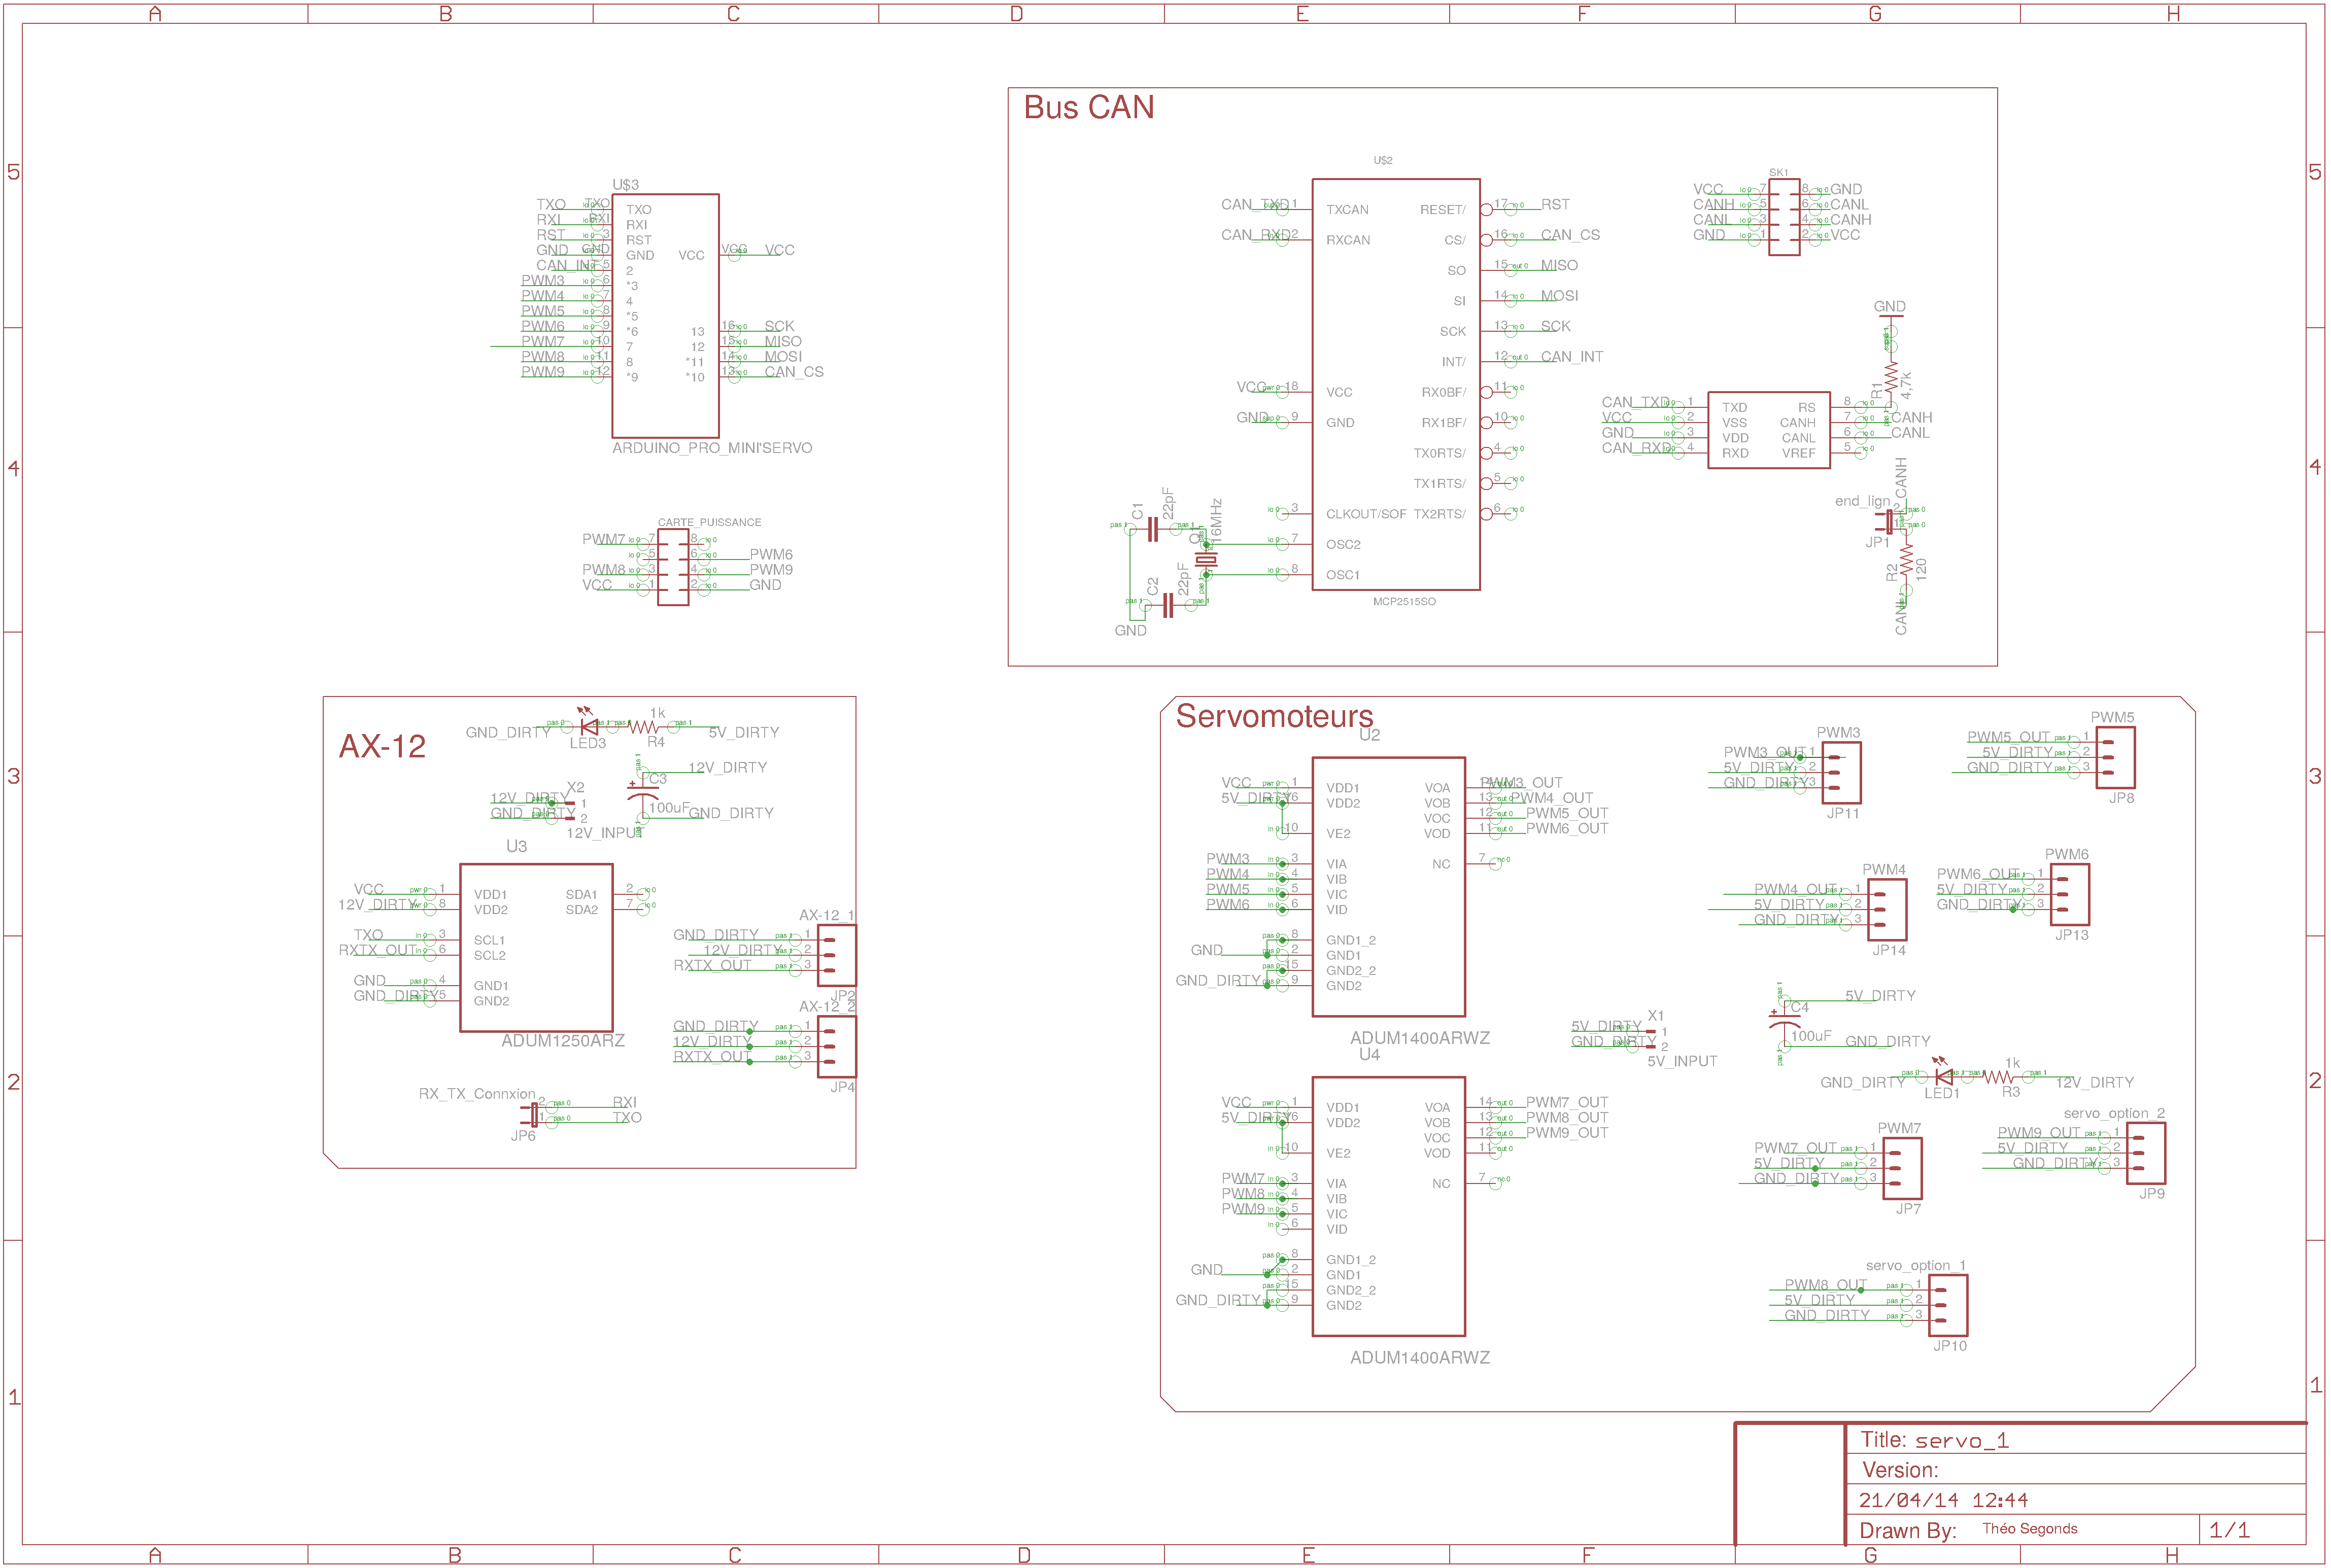 A B C D E F G H
Bus CAN
5 5
U$2
SK1
U$3
VCC 7 8 GND
CANH 5 6 CANL
CANL 3 4 CANH
GND 1 2 VCC
TXO TXO TXO
RXI RXI RXI
RST 3 RST
GND GND GND VCC VCC VCC
CAN_INT 5 2
PWM3 6 *3
PWM4 7 4
PWM5 8 *5
PWM6 9 *6 13 16 SCK
PWM7 10 7 12 15 MISO
PWM8 11 8 *11 14 MOSI
PWM9 12 *9 *10 13 CAN_CS
ARDUINO_PRO_MINI'SERVO
CAN_TXD 1 TXCAN RESET/ 17 RST
CAN_RXD 2 RXCAN CS/ 16 CAN_CS
SO 15 MISO
SI 14 MOSI
SCK 13 SCK
INT/ 12 CAN_INT
VCC 18 VCC RX0BF/ 11
GND 9 GND RX1BF/ 10
TX0RTS/ 4
TX1RTS/ 5
3 CLKOUT/SOF TX2RTS/ 6
7 OSC2
8 OSC1
MCP2515SO
C1 22pF
16MHz
C2 22pF
GND
GND
R1 4,7k
CAN_TXD 1 TXD RS 8
VCC 2 VSS CANH 7 CANH
GND 3 VDD CANL 6 CANL
CAN_RXD 4 RXD VREF 5
4 4
CANH
end_lign
2
1
JP1
R2 120
CANL
CARTE_PUISSANCE
PWM7 7 8
5 6 PWM6
PWM8 3 4 PWM9
VCC 1 2 GND
AX-12
1k
GND_DIRTY LED3 R4 5V_DIRTY
12V_DIRTY
C3
100uF
GND_DIRTY
X2
12V_DIRTY 1
GND_DIRTY 2
12V_INPUT
U3
VCC 1 VDD1 SDA1 2
12V_DIRTY 8 VDD2 SDA2 7
TXO 3 SCL1
RXTX_OUT 6 SCL2
GND 4 GND1
GND_DIRTY 5 GND2
ADUM1250ARZ
AX-12_1
GND_DIRTY 1
12V_DIRTY 2
RXTX_OUT 3
JP2
AX-12_2
GND_DIRTY 1
12V_DIRTY 2
RXTX_OUT 3
JP4
RX_TX_Connxion
2 RXI
1 TXO
JP6
3 3
Servomoteurs
U2
VCC 1 VDD1 VOA 14 PWM3_OUT
5V_DIRTY 16 VDD2 VOB 13 PWM4_OUT
VOC 12 PWM5_OUT
10 VE2 VOD 11 PWM6_OUT
PWM3 3 VIA NC 7
PWM4 4 VIB
PWM5 5 VIC
PWM6 6 VID
8 GND1_2
GND 2 GND1
15 GND2_2
GND_DIRTY 9 GND2
ADUM1400ARWZ
U4
VCC 1 VDD1 VOA 14 PWM7_OUT
5V_DIRTY 16 VDD2 VOB 13 PWM8_OUT
VOC 12 PWM9_OUT
10 VE2 VOD 11
PWM7 3 VIA NC 7
PWM8 4 VIB
PWM9 5 VIC
6 VID
8 GND1_2
GND 2 GND1
15 GND2_2
GND_DIRTY 9 GND2
ADUM1400ARWZ
PWM3
PWM3_OUT 1
5V_DIRTY 2
GND_DIRTY 3
JP11
PWM5
PWM5_OUT 1
5V_DIRTY 2
GND_DIRTY 3
JP8
PWM4
PWM4_OUT 1
5V_DIRTY 2
GND_DIRTY 3
JP14
PWM6
PWM6_OUT 1
5V_DIRTY 2
GND_DIRTY 3
JP13
X1
5V_DIRTY 1
GND_DIRTY 2
5V_INPUT
5V_DIRTY
C4
100uF
GND_DIRTY
1k
GND_DIRTY LED1 R3 12V_DIRTY
2 2
PWM7
PWM7_OUT 1
5V_DIRTY 2
GND_DIRTY 3
JP7
servo_option_2
PWM9_OUT 1
5V_DIRTY 2
GND_DIRTY 3
JP9
servo_option_1
PWM8_OUT 1
5V_DIRTY 2
GND_DIRTY 3
JP10
1 1
Title: servo_1
Version:
21/04/14 12:44
Drawn By: Théo Segonds 1/1
A B C D E F G H